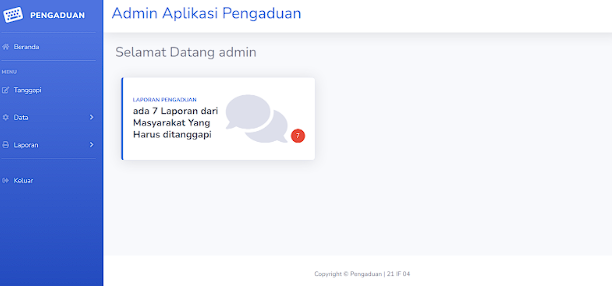 PENGADUAN
Admin Aplikasi Pengaduan
Beranda
MENU
Tanggapi
Data
Laporan
Keluar
Selamat Datang admin
LAPORAN PENGADUAN
ada 7 Laporan dari
Masyarakat Yang
Harus ditanggapi
7
Copyright © Pengaduan | 21 IF 04